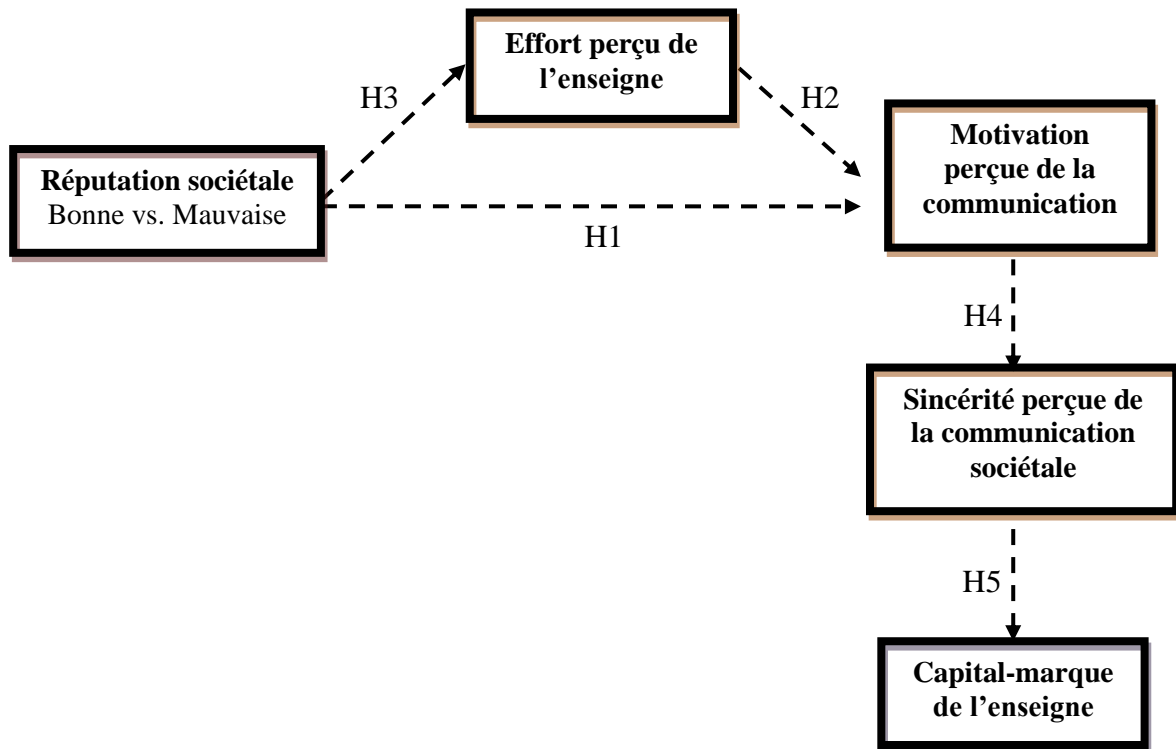 Effort perçu de
l’enseigne
H3
H2
Motivation
perçue de la
communication
Réputation sociétale
Bonne vs. Mauvaise
H1
H4
Sincérité perçue de
la communication
sociétale
H5
Capital-marque
de l’enseigne